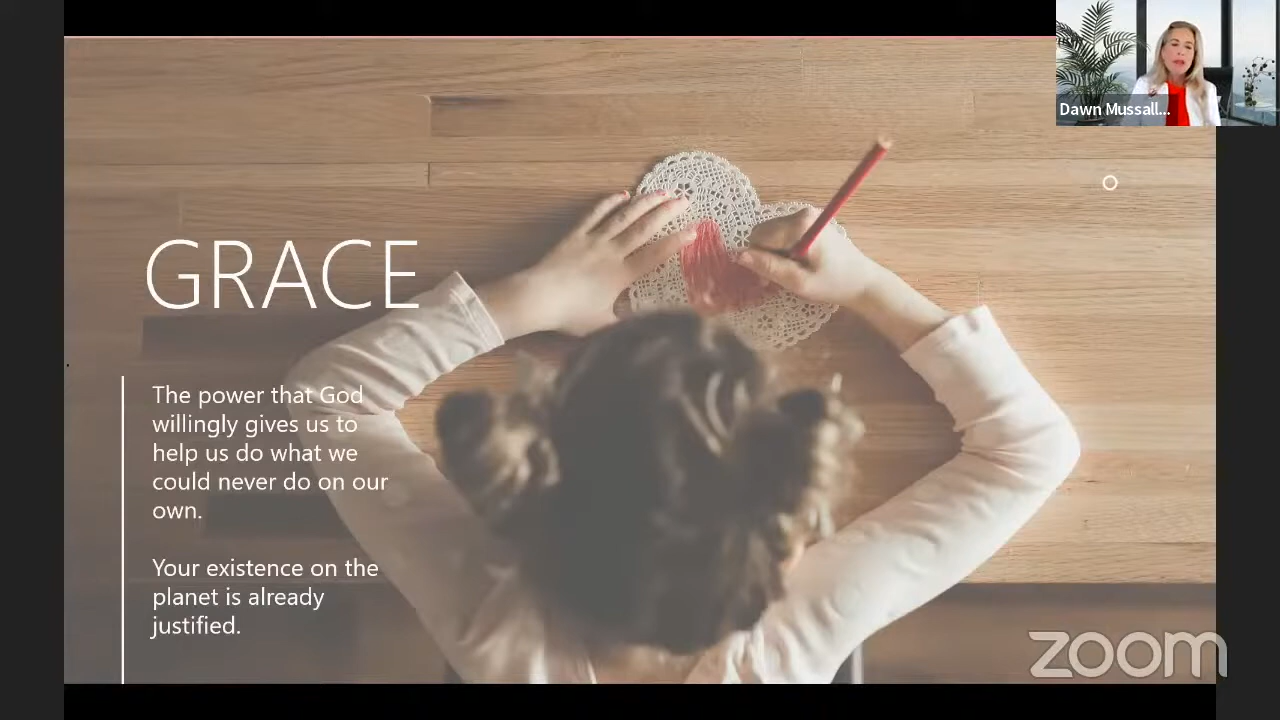 Dawn Mussall...
GRACE
The power that God
willingly gives us to
help us do what we
could never do on our
own.
Your existence on the
planet is already
justified.
zoom